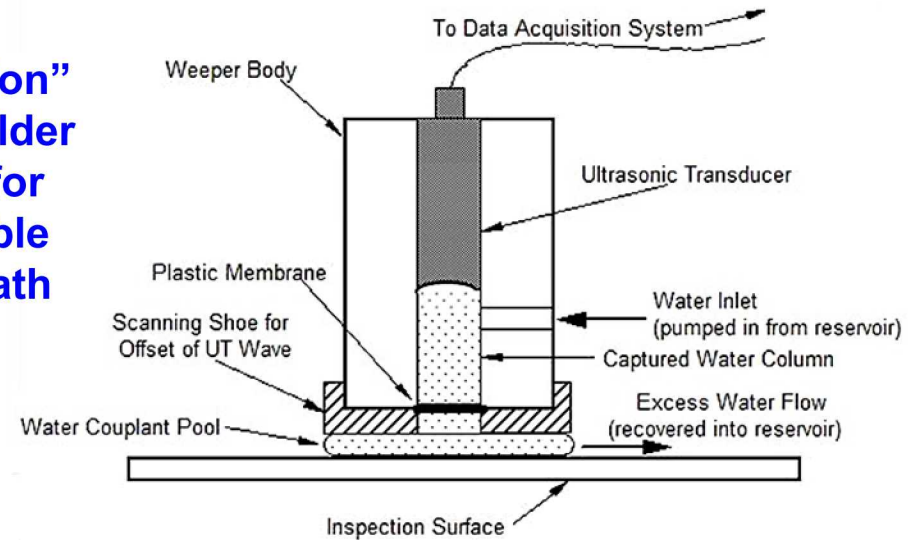 on”
lder
for
ble
ath
To Data Acquisition System
Weeper Body
Ultrasonic Transducer
Plastic Membrane
Water Inlet
(pumped in from reservoir)
Scanning Shoe for
Offset of UT Wave
Captured Water Column
Excess Water Flow
(recovered into reservoir)
Water Couplant Pool
Inspection Surface